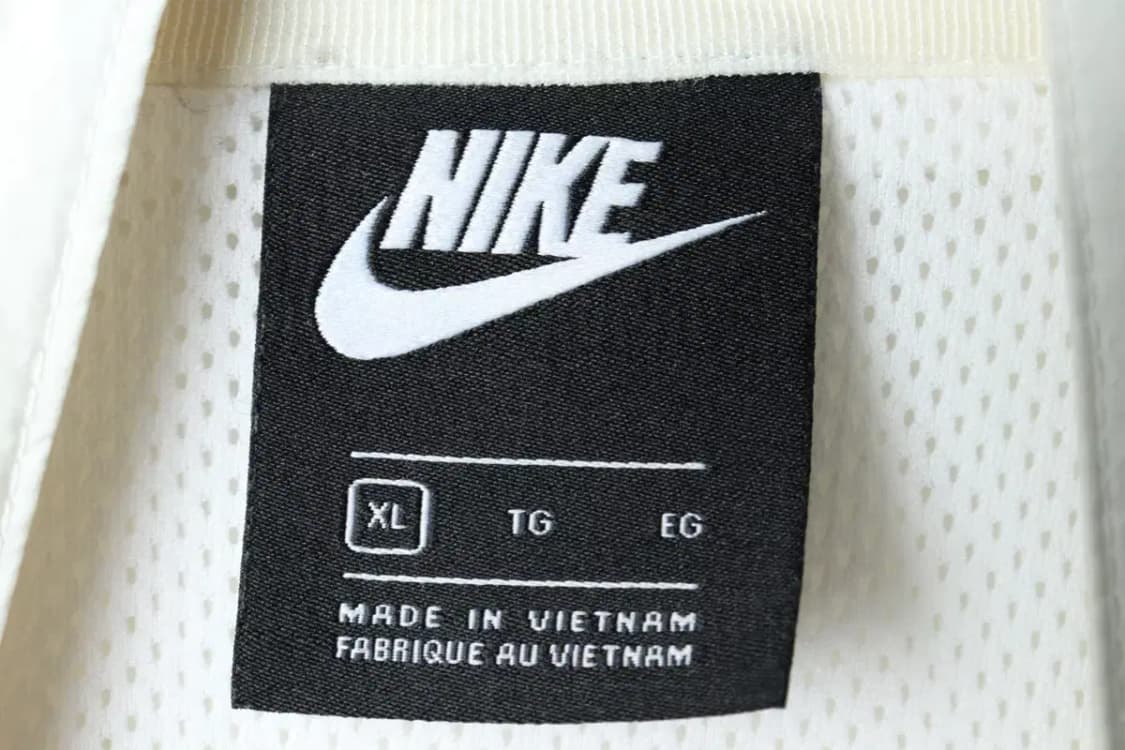 NIKE
XL TG EG
MADE IN VIETNAM
FABRIQUE AU VIETNAM